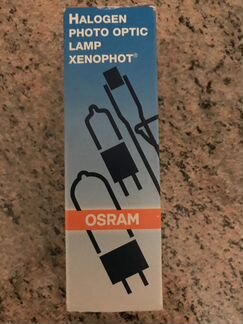 HALOGEN
PHOTO OPTIC
LAMP
XENOPHOT®
OSRAM